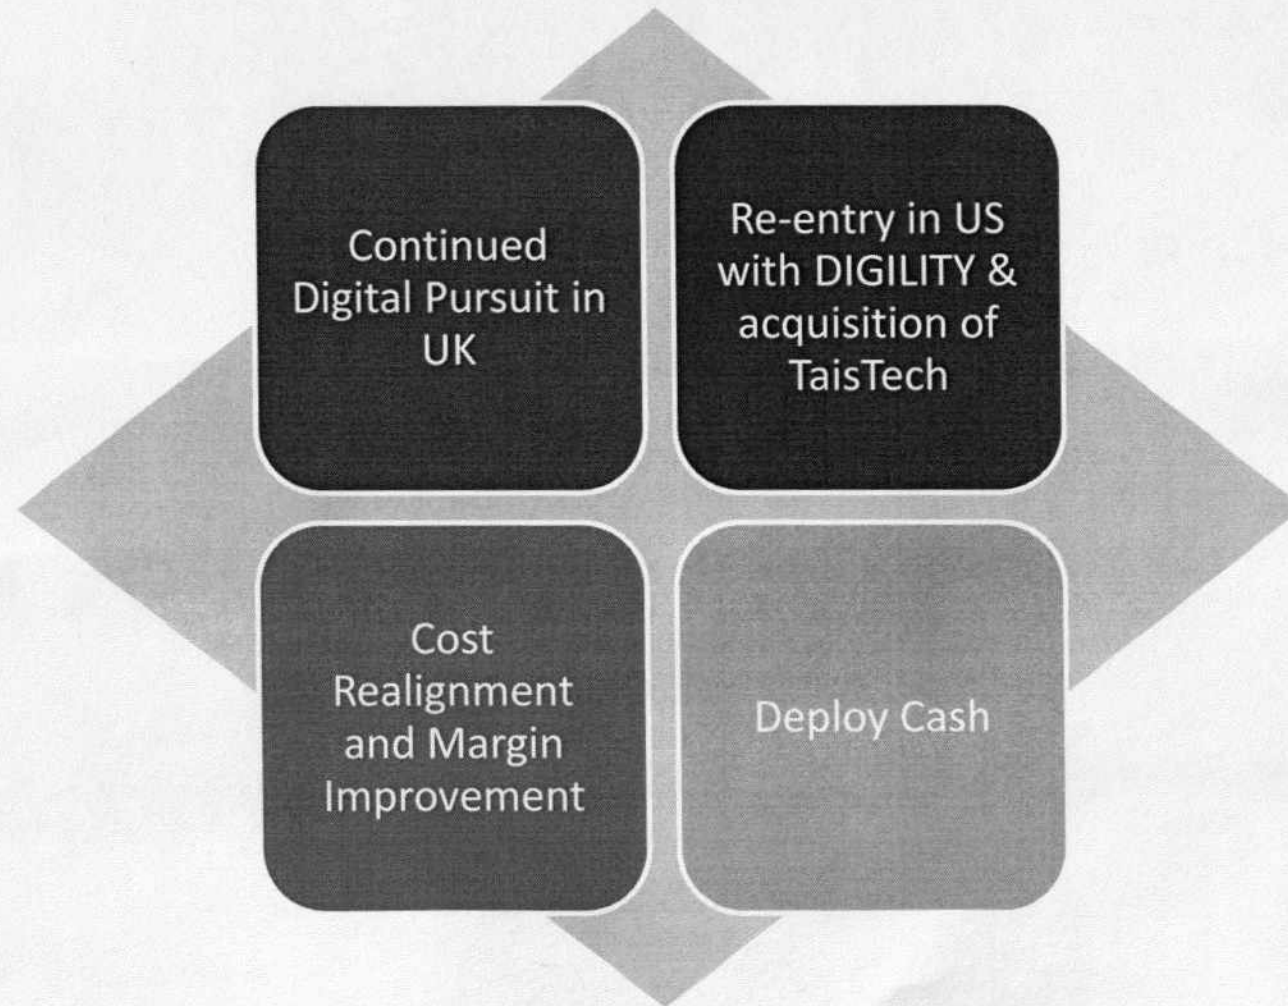 Continued
Digital Pursuit in
UK
Re-entry in US
with DIGILITY &
acquisition of
TaisTech
Cost
Realignment
and Margin
Improvement
Deploy Cash